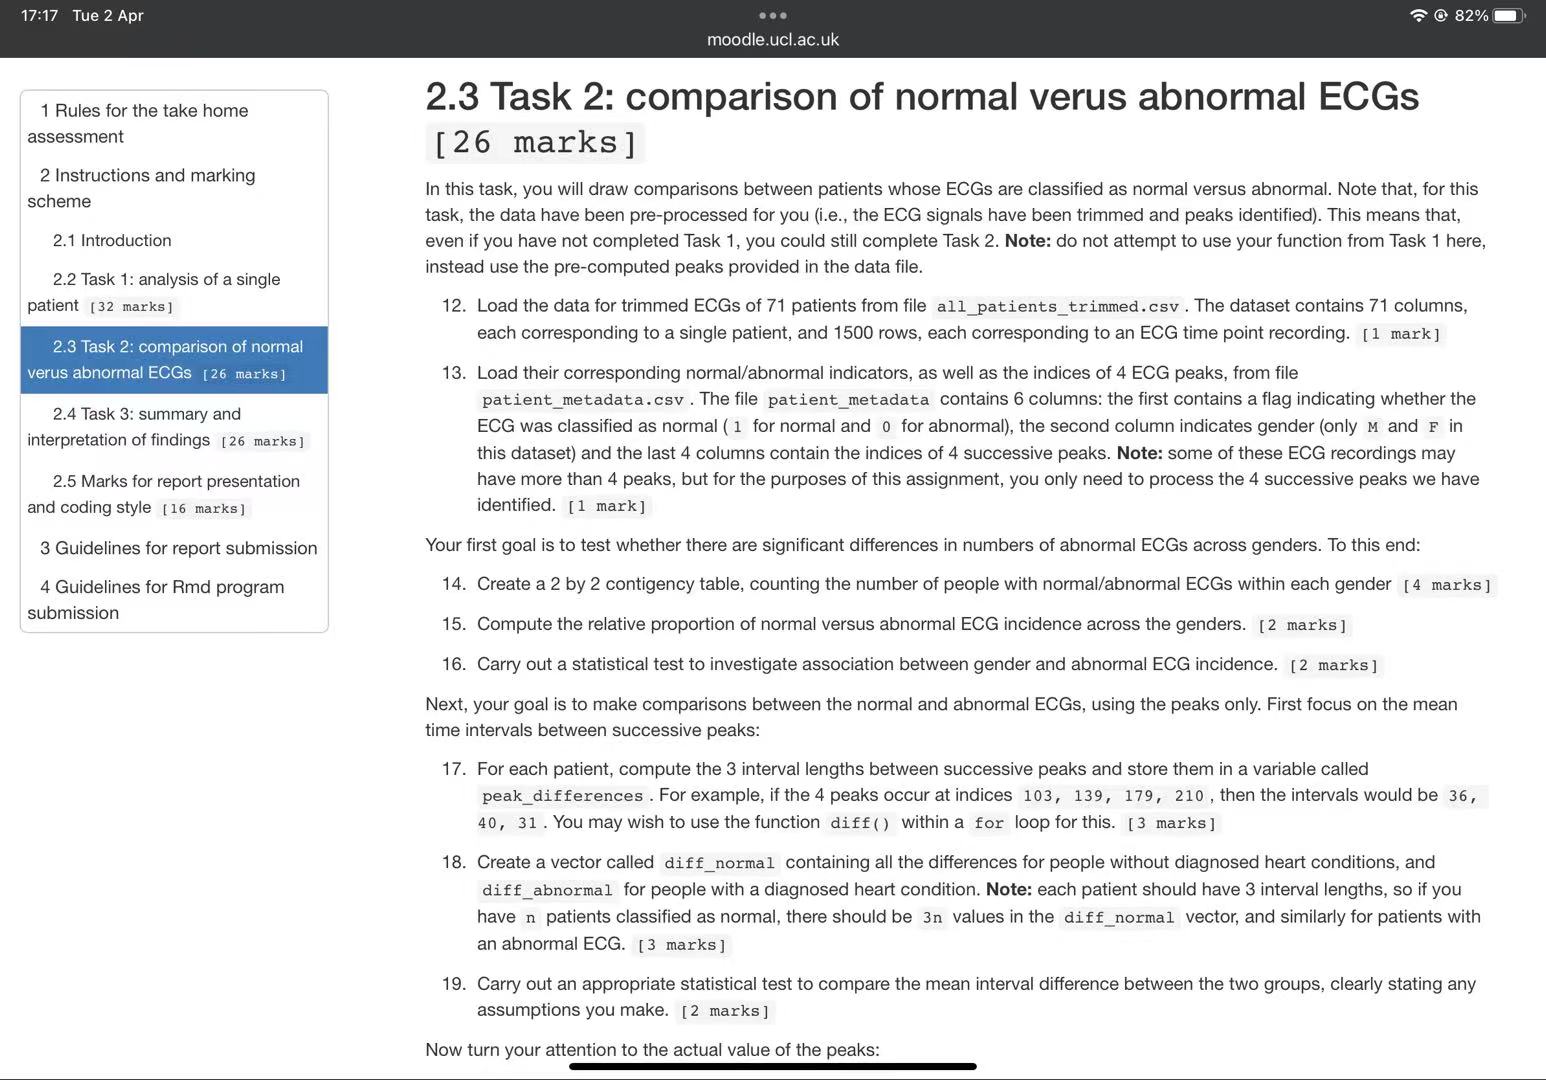 17:17 Tue 2 Apr
82%
moodle.ucl.ac.uk
1 Rules for the take home
assessment
2 Instructions and marking
scheme
2.1 Introduction
2.2 Task 1: analysis of a single
patient [32 marks]
2.3 Task 2: comparison of normal
verus abnormal ECGs [26 marks]
2.4 Task 3: summary and
interpretation of findings [26 marks]
2.5 Marks for report presentation
and coding style [16 marks]
3 Guidelines for report submission
4 Guidelines for Rmd program
submission
2.3 Task 2: comparison of normal verus abnormal ECGs
[26 marks]
In this task, you will draw comparisons between patients whose ECGs are classified as normal versus abnormal. Note that, for this
task, the data have been pre-processed for you (i.e., the ECG signals have been trimmed and peaks identified). This means that,
even if you have not completed Task 1, you could still complete Task 2. Note: do not attempt to use your function from Task 1 here,
instead use the pre-computed peaks provided in the data file.
12. Load the data for trimmed ECGs of 71 patients from file all_patients_trimmed.csv. The dataset contains 71 columns,
each corresponding to a single patient, and 1500 rows, each corresponding to an ECG time point recording. [1 mark]
13. Load their corresponding normal/abnormal indicators, as well as the indices of 4 ECG peaks, from file
patient_metadata.csv. The file patient_metadata contains 6 columns: the first contains a flag indicating whether the
ECG was classified as normal (1 for normal and 0 for abnormal), the second column indicates gender (only M and F in
this dataset) and the last 4 columns contain the indices of 4 successive peaks. Note: some of these ECG recordings may
have more than 4 peaks, but for the purposes of this assignment, you only need to process the 4 successive peaks we have
identified. [1 mark]
Your first goal is to test whether there are significant differences in numbers of abnormal ECGs across genders. To this end:
14. Create a 2 by 2 contigency table, counting the number of people with normal/abnormal ECGs within each gender [4 marks]
15. Compute the relative proportion of normal versus abnormal ECG incidence across the genders. [2 marks]
16. Carry out a statistical test to investigate association between gender and abnormal ECG incidence. [2 marks]
Next, your goal is to make comparisons between the normal and abnormal ECGs, using the peaks only. First focus on the mean
time intervals between successive peaks:
17. For each patient, compute the 3 interval lengths between successive peaks and store them in a variable called
peak_differences. For example, if the 4 peaks occur at indices 103, 139, 179, 210, then the intervals would be 36,
40, 31. You may wish to use the function diff() within a for loop for this. [3 marks]
18. Create a vector called diff_normal containing all the differences for people without diagnosed heart conditions, and
diff_abnormal for people with a diagnosed heart condition. Note: each patient should have 3 interval lengths, so if you
have n patients classified as normal, there should be 3n values in the diff_normal vector, and similarly for patients with
an abnormal ECG. [3 marks]
19. Carry out an appropriate statistical test to compare the mean interval difference between the two groups, clearly stating any
assumptions you make. [2 marks]
Now turn your attention to the actual value of the peaks: